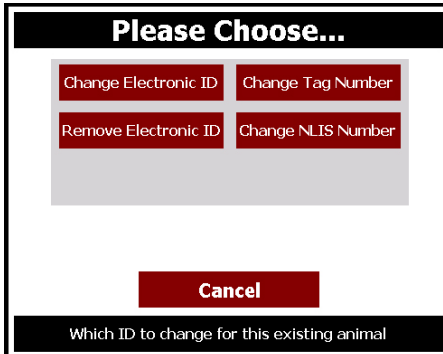 Please Choose...
Change Electronic ID
Change Tag Number
Remove Electronic ID
Change NLIS Number
Cancel
Which ID to change for this existing animal